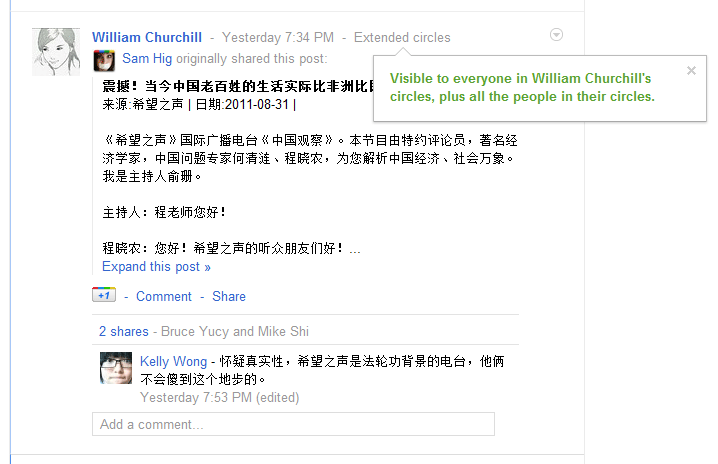 William Churchill - Yesterday 7:34 PM - Extended circles
Sam Hig originally shared this post:
Visible to everyone in William Churchill's
circles, plus all the people in their circles.
震撼！当今中国老百姓的生活实际比非洲比
来源:希望之声 | 日期:2011-08-31 |
《希望之声》国际广播电台《中国观察》。本节目由特约评论员，著名经
济学家，中国问题专家何清涟、程晓农，为您解析中国经济、社会万象。
我是主持人俞珊。
主持人：程老师您好！
程晓农：您好！希望之声的听众朋友们好！...
Expand this post »
+1 - Comment - Share
2 shares - Bruce Yucy and Mike Shi
Kelly Wong - 怀疑真实性，希望之声是法轮功背景的电台，他俩
不会傻到这个地步的。
Yesterday 7:53 PM (edited)
Add a comment...